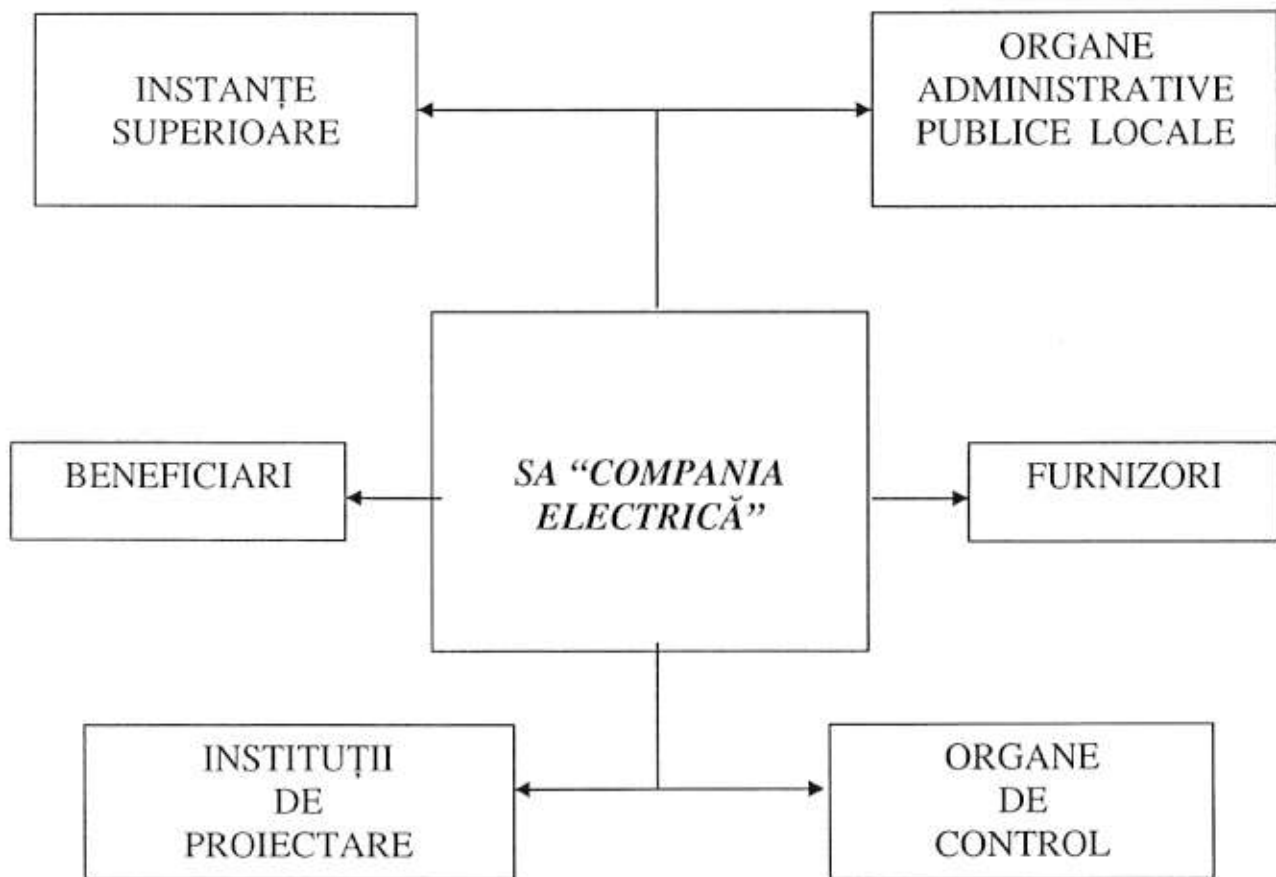 INSTANȚE
SUPERIOARE
ORGANE
ADMINISTRATIVE
PUBLICE LOCALE
BENEFICIARI
SA “COMPANIA
ELECTRICĂ”
FURNIZORI
INSTITUȚII
DE
PROIECTARE
ORGANE
DE
CONTROL